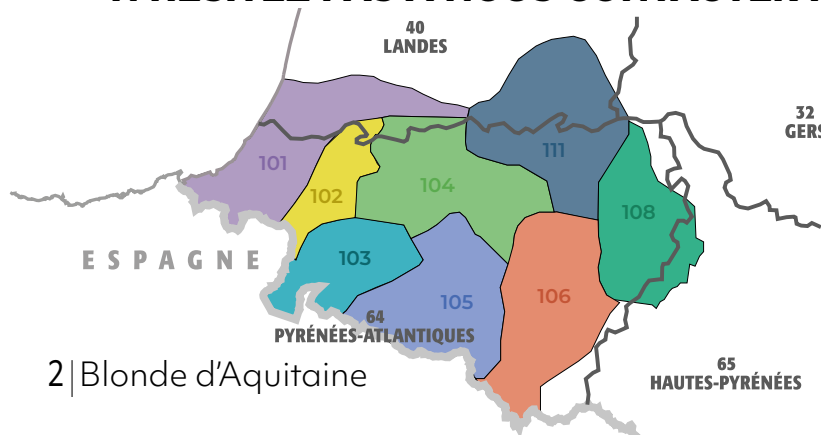 40
LANDES
32
GERS
101
102
104
111
108
103
105
106
ESPAGNE
64
PYRÉNÉES-ATLANTIQUES
65
HAUTES-PYRÉNÉES
2|Blonde d'Aquitaine